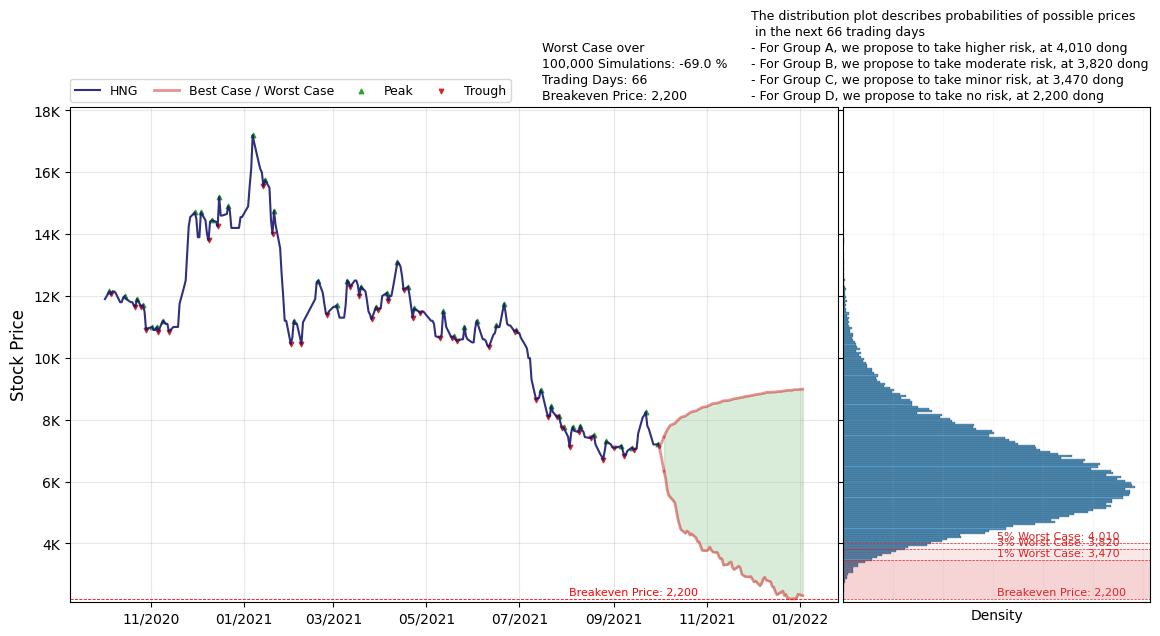 The distribution plot describes probabilities of possible prices
in the next 66 trading days
- For Group A, we propose to take higher risk, at 4,010 dong
- For Group B, we propose to take moderate risk, at 3,820 dong
- For Group C, we propose to take minor risk, at 3,470 dong
- For Group D, we propose to take no risk, at 2,200 dong
Worst Case over
100,000 Simulations: -69.0 %
Trading Days: 66
Breakeven Price: 2,200
HNG
Best Case / Worst Case
Peak
Trough
Stock Price
18K
16K
14K
12K
10K
8K
6K
4K
Breakeven Price: 2,200
11/2020
01/2021
03/2021
05/2021
07/2021
09/2021
11/2021
01/2022
5% Worst Case: 4,010
3% Worst Case: 3,820
1% Worst Case: 3,470
Breakeven Price: 2,200
Density